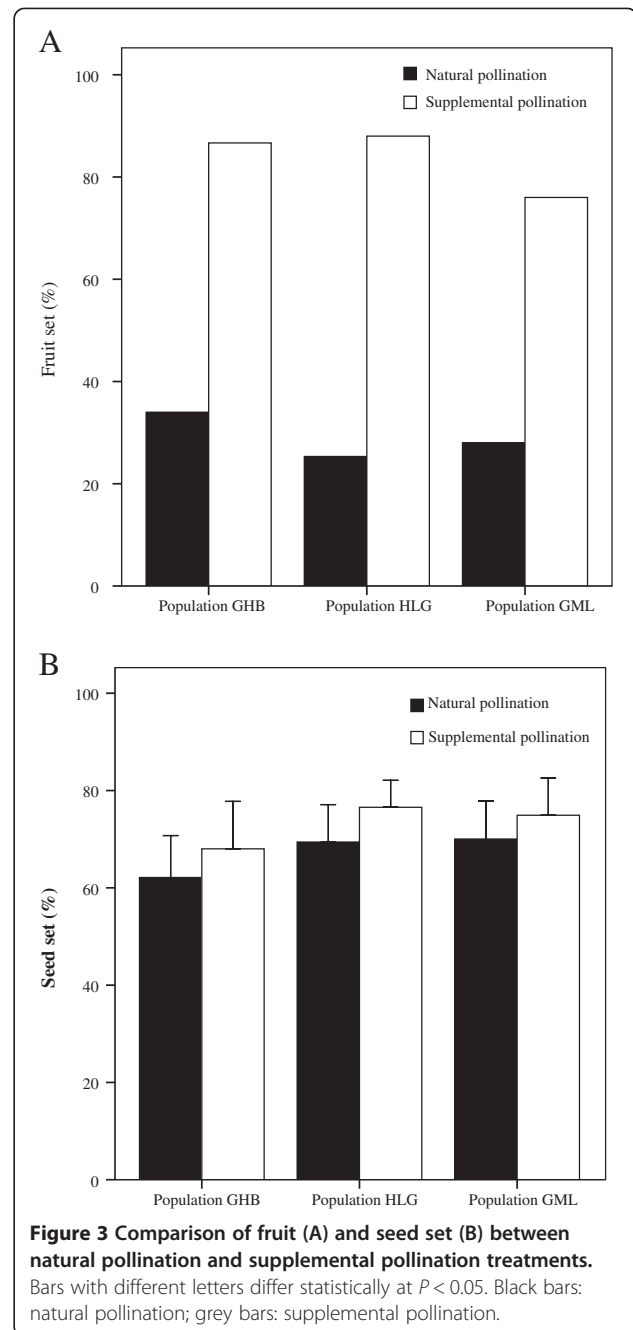 A
Natural pollination
Supplemental pollination
100
80
60
40
20
0
Fruit set (%)
Population GHB Population HLG Population GML
B
Natural pollination
Supplemental pollination
100
80
60
40
20
0
Seed set (%)
Population GHB Population HLG Population GML
Figure 3 Comparison of fruit (A) and seed set (B) between
natural pollination and supplemental pollination treatments.
Bars with different letters differ statistically at P < 0.05. Black bars:
natural pollination; grey bars: supplemental pollination.